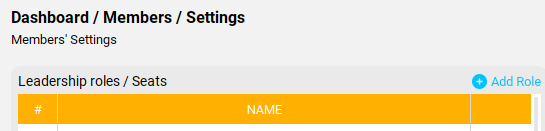 Dashboard / Members / Settings
Members' Settings
Leadership roles / Seats
Add Role
# NAME